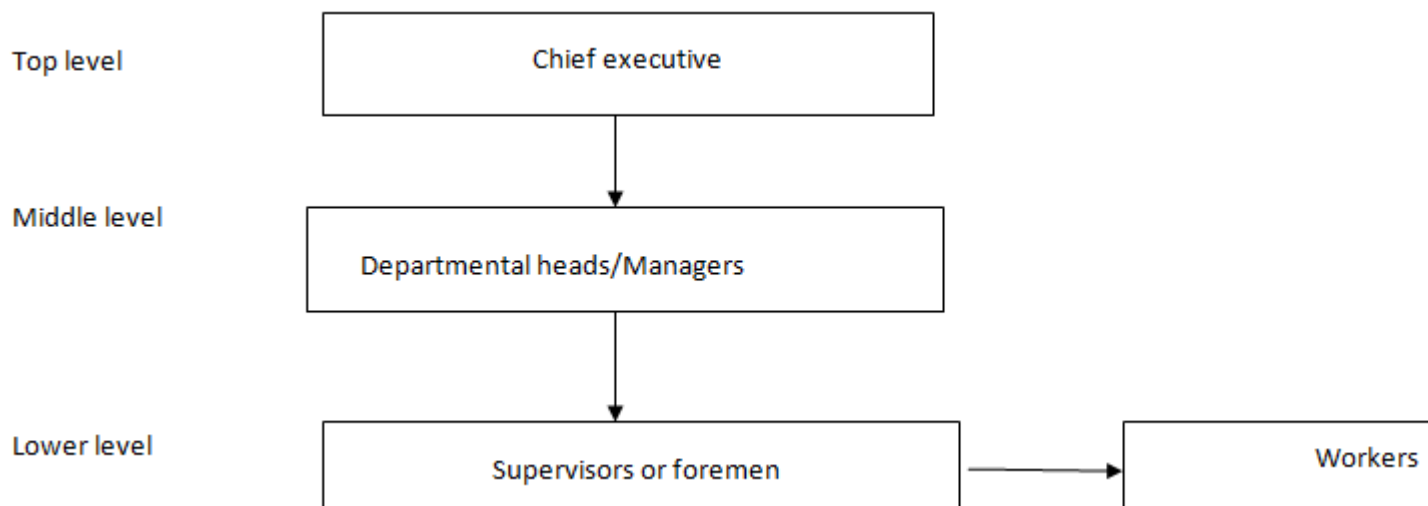 Top level
Chief executive
Middle level
Departmental heads/Managers
Lower level
Supervisors or foremen
Workers